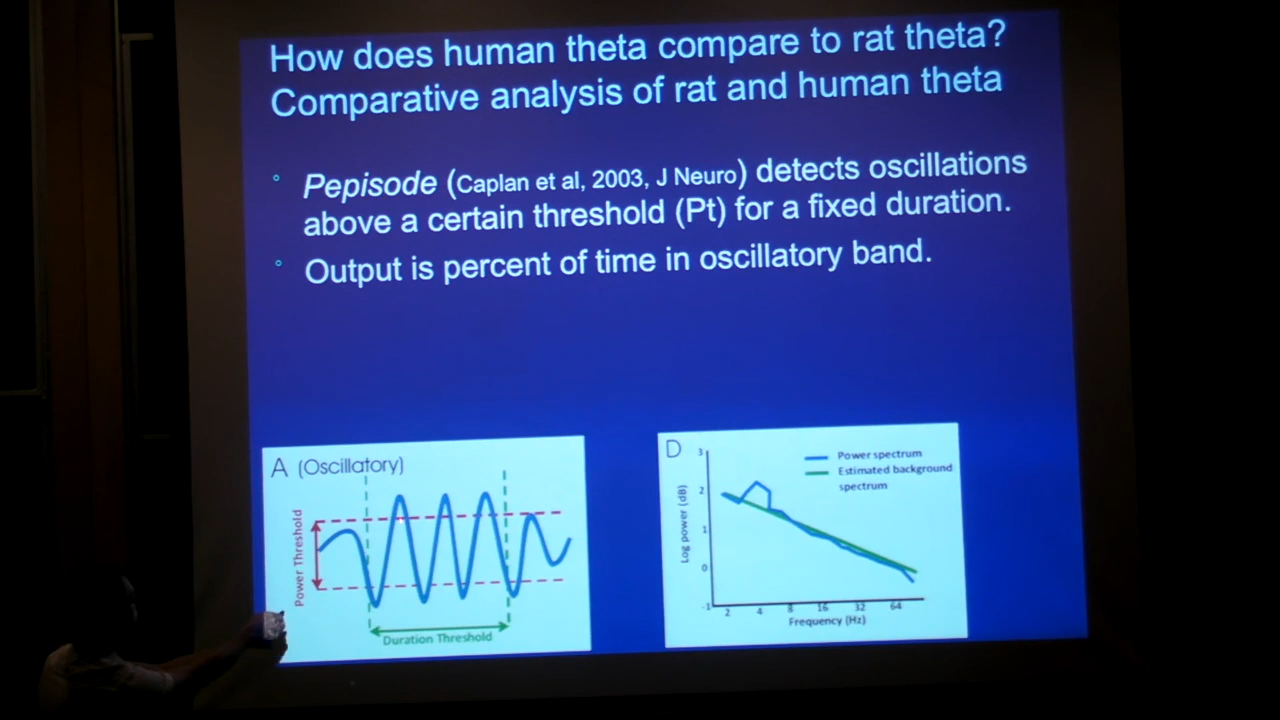 How does human theta compare to rat theta?
Comparative analysis of rat and human theta
° Pepisode (Caplan et al, 2003, J Neuro) detects oscillations
above a certain threshold (Pt) for a fixed duration.
° Output is percent of time in oscillatory band.
A (Oscillatory)
Power Threshold
Duration Threshold
D
Power spectrum
Estimated background
spectrum
Log power (dB)
3
2
1
0
-1
2 4 8 16 32 64
Frequency (Hz)